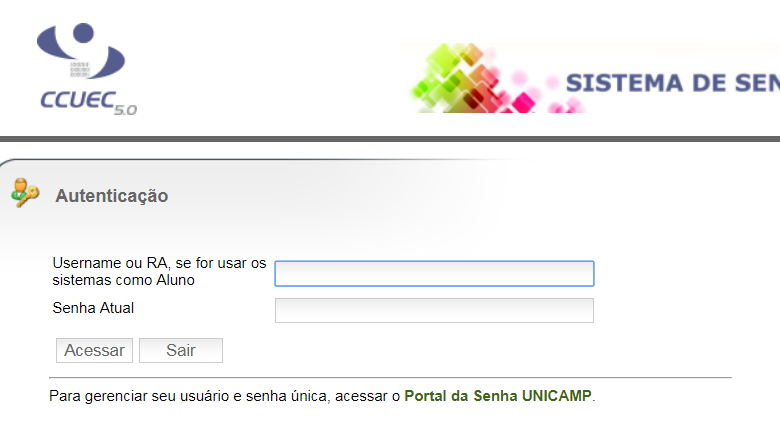 CCUEC 5.0
SISTEMA DE SEN
Autenticação
Username ou RA, se for usar os
sistemas como Aluno
Senha Atual
Acessar Sair
Para gerenciar seu usuário e senha única, acessar o Portal da Senha UNICAMP.